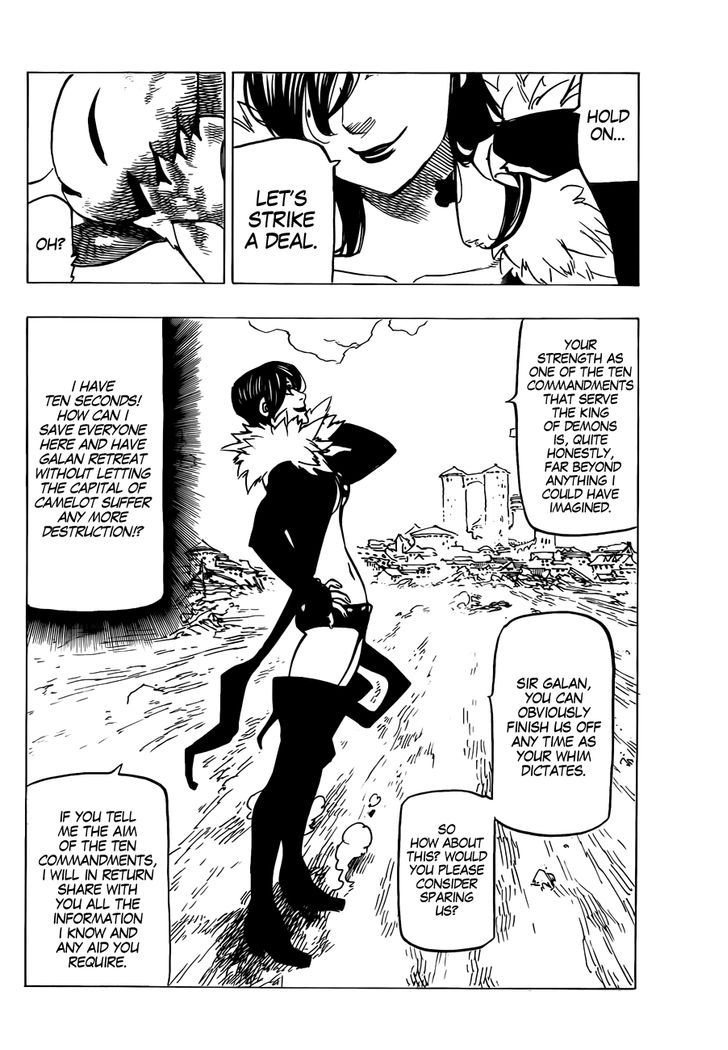 HOLD
ON...
LET'S
STRIKE
A DEAL.
OH?
YOUR
STRENGTH AS
ONE OF THE TEN
COMMANDMENTS
THAT SERVE
THE KING
OF DEMONS
IS, QUITE
HONESTLY,
FAR BEYOND
ANYTHING I
COULD HAVE
IMAGINED.
I HAVE
TEN SECONDS!
HOW CAN I
SAVE EVERYONE
HERE AND HAVE
GALAN RETREAT
WITHOUT LETTING
THE CAPITAL OF
CAMELOT SUFFER
ANY MORE
DESTRUCTION!?
SIR GALAN,
YOU CAN
OBVIOUSLY
FINISH US OFF
ANY TIME AS
YOUR WHIM
DICTATES.
SO
HOW ABOUT
THIS? WOULD
YOU PLEASE
CONSIDER
SPARING
US?
IF YOU TELL
ME THE AIM
OF THE TEN
COMMANDMENTS,
I WILL IN RETURN
SHARE WITH
YOU ALL THE
INFORMATION
I KNOW AND
ANY AID YOU
REQUIRE.